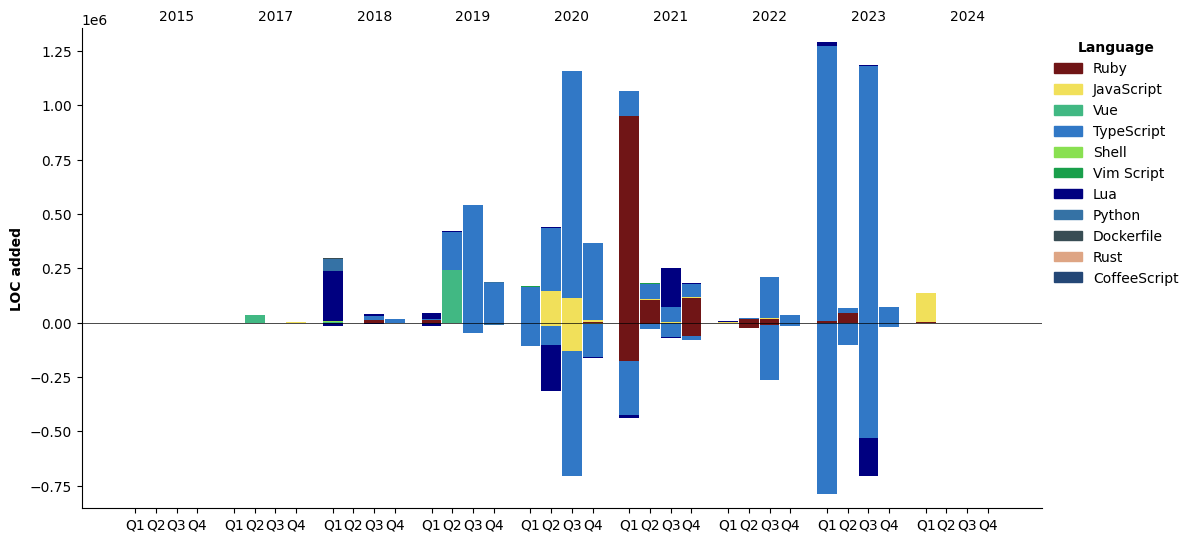 1e6
2015 2017 2018 2019 2020 2021 2022 2023 2024
LOC added
1.25
1.00
0.75
0.50
0.25
0.00
−0.25
−0.50
−0.75
Q1 Q2 Q3 Q4 Q1 Q2 Q3 Q4 Q1 Q2 Q3 Q4 Q1 Q2 Q3 Q4 Q1 Q2 Q3 Q4 Q1 Q2 Q3 Q4 Q1 Q2 Q3 Q4 Q1 Q2 Q3 Q4 Q1 Q2 Q3 Q4
Language
Ruby
JavaScript
Vue
TypeScript
Shell
Vim Script
Lua
Python
Dockerfile
Rust
CoffeeScript